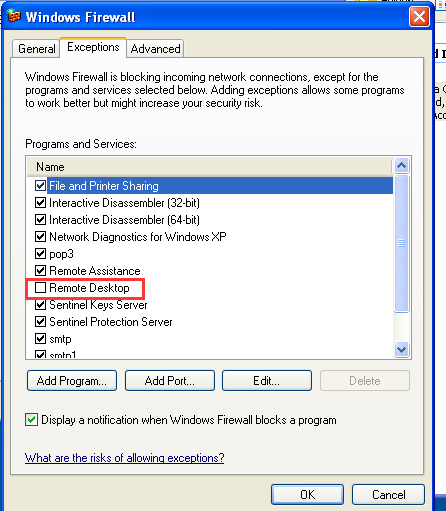 Windows Firewall
General
Exceptions
Advanced
Windows Firewall is blocking incoming network connections, except for the
programs and services selected below. Adding exceptions allows some programs
to work better but might increase your security risk.
Programs and Services:
Name
File and Printer Sharing
Interactive Disassembler (32-bit)
Interactive Disassembler (64-bit)
Network Diagnostics for Windows XP
pop3
Remote Assistance
Remote Desktop
Sentinel Keys Server
Sentinel Protection Server
smtp
smtp1
Add Program...
Add Port...
Edit...
Delete
Display a notification when Windows Firewall blocks a program
What are the risks of allowing exceptions?
OK
Cancel